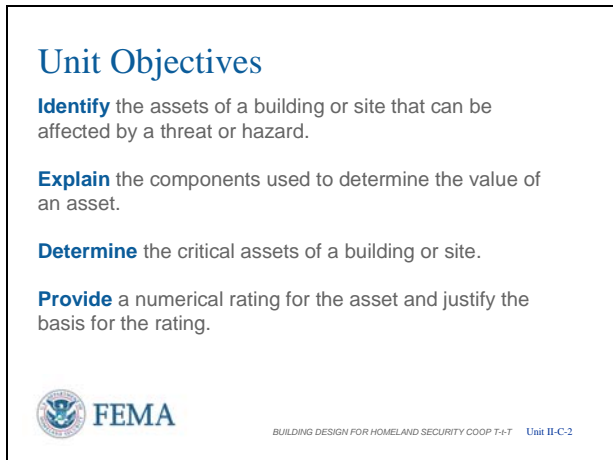 Unit Objectives
Identify the assets of a building or site that can be
affected by a threat or hazard.
Explain the components used to determine the value of
an asset.
Determine the critical assets of a building or site.
Provide a numerical rating for the asset and justify the
basis for the rating.
FEMA
BUILDING DESIGN FOR HOMELAND SECURITY COOP T-t-T Unit II-C-2